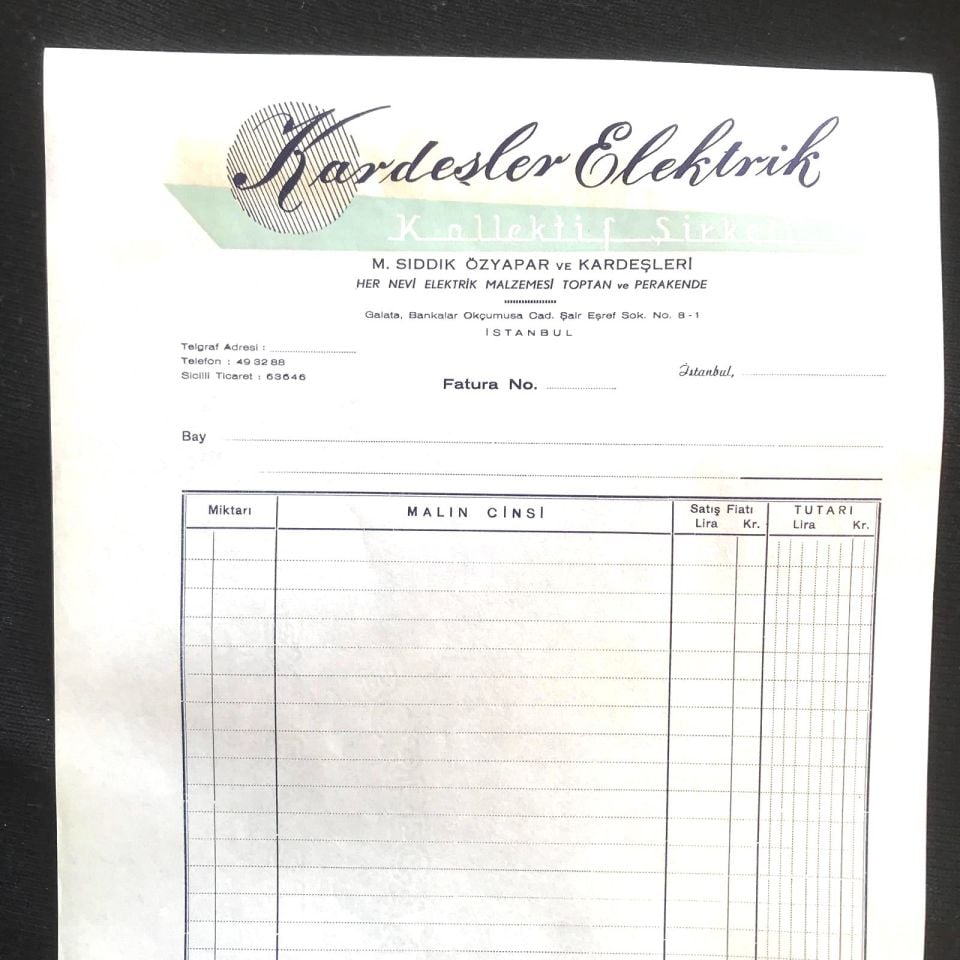 Kardeşler Elektrik
Kollektif Şirketi
M. SIDDIK ÖZYAPAR VE KARDEŞLERİ
HER NEVİ ELEKTRİK MALZEMESİ TOPTAN ve PERAKENDE
Galata, Bankalar Okçumusa Cad. Şair Eşref Sok. No. 8 - 1
İSTANBUL
Telgraf Adresi :
Telefon : 49 32 88
Sicilli Ticaret : 63646
Fatura No.
İstanbul,
Bay
Miktarı MALIN CİNSİ Satış Fiatı TUTARI
Lira Kr. Lira Kr.